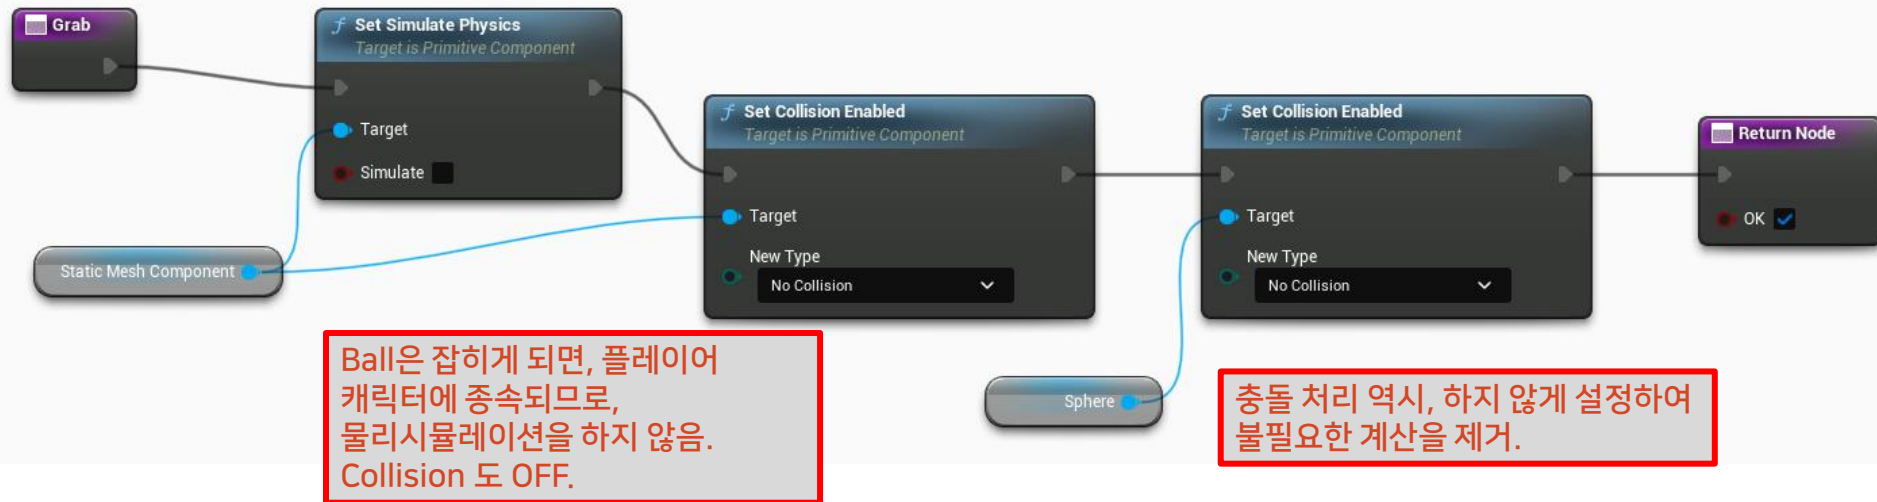 Grab
f Set Simulate Physics
Target is Primitive Component
Target
Simulate
Static Mesh Component
f Set Collision Enabled
Target is Primitive Component
Target
New Type
No Collision
f Set Collision Enabled
Target is Primitive Component
Target
New Type
No Collision
Sphere
Return Node
OK
Ball은 잡히게 되면, 플레이어
캐릭터에 종속되므로,
물리시뮬레이션을 하지 않음.
Collision 도 OFF.
충돌 처리 역시, 하지 않게 설정하여
불필요한 계산을 제거.